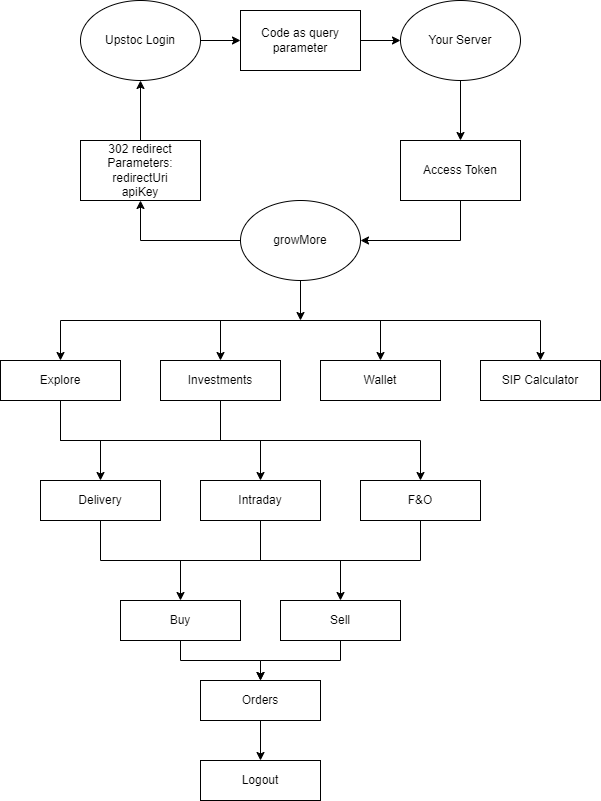 Upstoc Login
Code as query
parameter
Your Server
302 redirect
Parameters:
redirectUri
apiKey
Access Token
growMore
Explore
Investments
Wallet
SIP Calculator
Delivery
Intraday
F&O
Buy
Sell
Orders
Logout